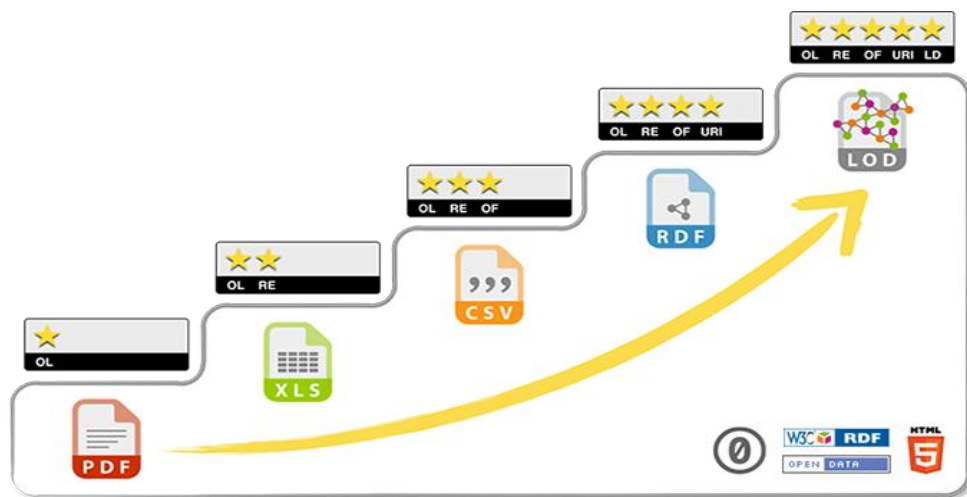 OL RE OF URI LD
OL RE OF URI
LOD
OL RE OF
RDF
OL RE
CSV
OL
XLS
PDF
0
W3C RDF
OPEN DATA
HTML
5